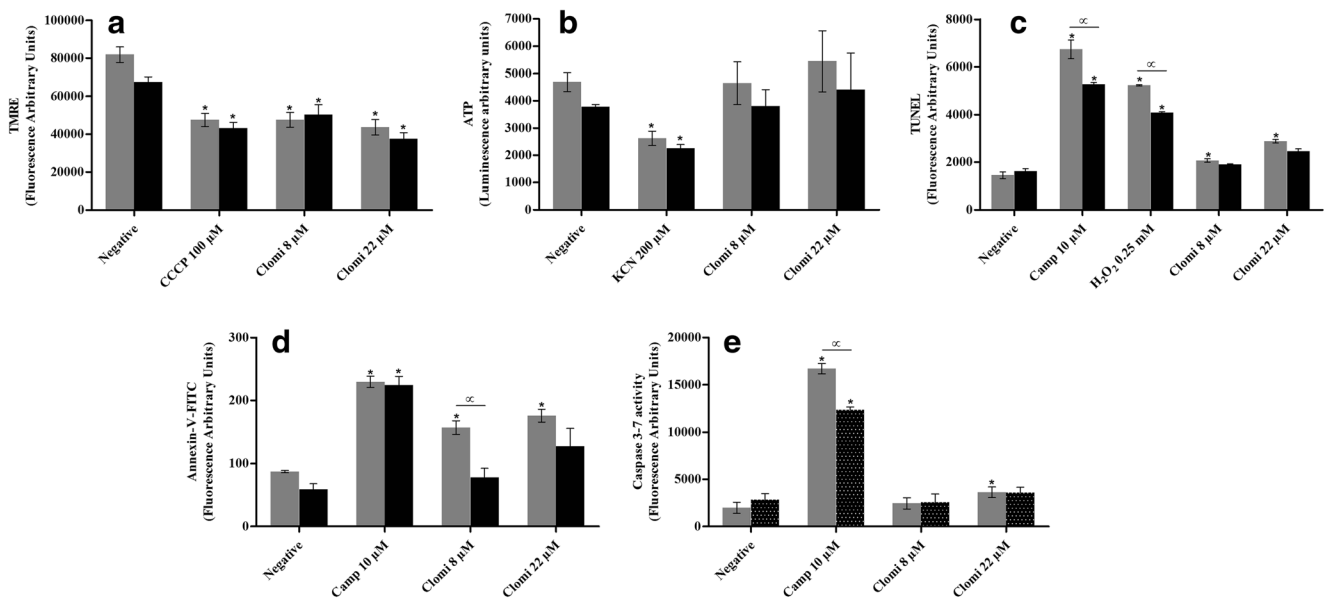 a
TMRE
(Fluorescence Arbitrary Units)
100000
80000
60000
40000
20000
0
* * * * * *
Negative
CCCP 100 µM
Clomi 8 µM
Clomi 22 µM
b
ATP
(Luminescence arbitrary units)
7000
6000
5000
4000
3000
2000
1000
0
* *
Negative
KCN 200 µM
Clomi 8 µM
Clomi 22 µM
c
TUNEL
(Fluorescence Arbitrary Units)
8000
6000
4000
2000
0
∝
* *
∝
* *
*
*
Negative
Camp 10 µM
H₂O₂ 0.25 mM
Clomi 8 µM
Clomi 22 µM
d
Annexin-V-FITC
(Fluorescence Arbitrary Units)
300
200
100
0
* *
∝
*
*
Negative
Camp 10 µM
Clomi 8 µM
Clomi 22 µM
e
Caspase 3-7 activity
(Fluorescence Arbitrary Units)
20000
15000
10000
5000
0
∝
* *
*
Negative
Camp 10 µM
Clomi 8 µM
Clomi 22 µM